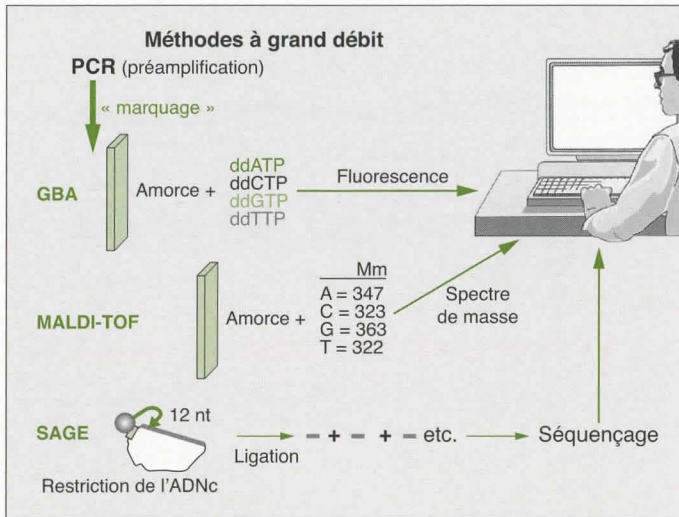 Méthodes à grand débit
PCR (préamplification)
« marquage »
GBA
Amorce +
ddATP
ddCTP
ddGTP
ddTTP
Fluorescence
MALDI-TOF
Amorce +
Mm
A = 347
C = 323
G = 363
T = 322
Spectre
de masse
SAGE
12 nt
Restriction de l'ADNc
Ligation
– + – + – etc.
Séquençage